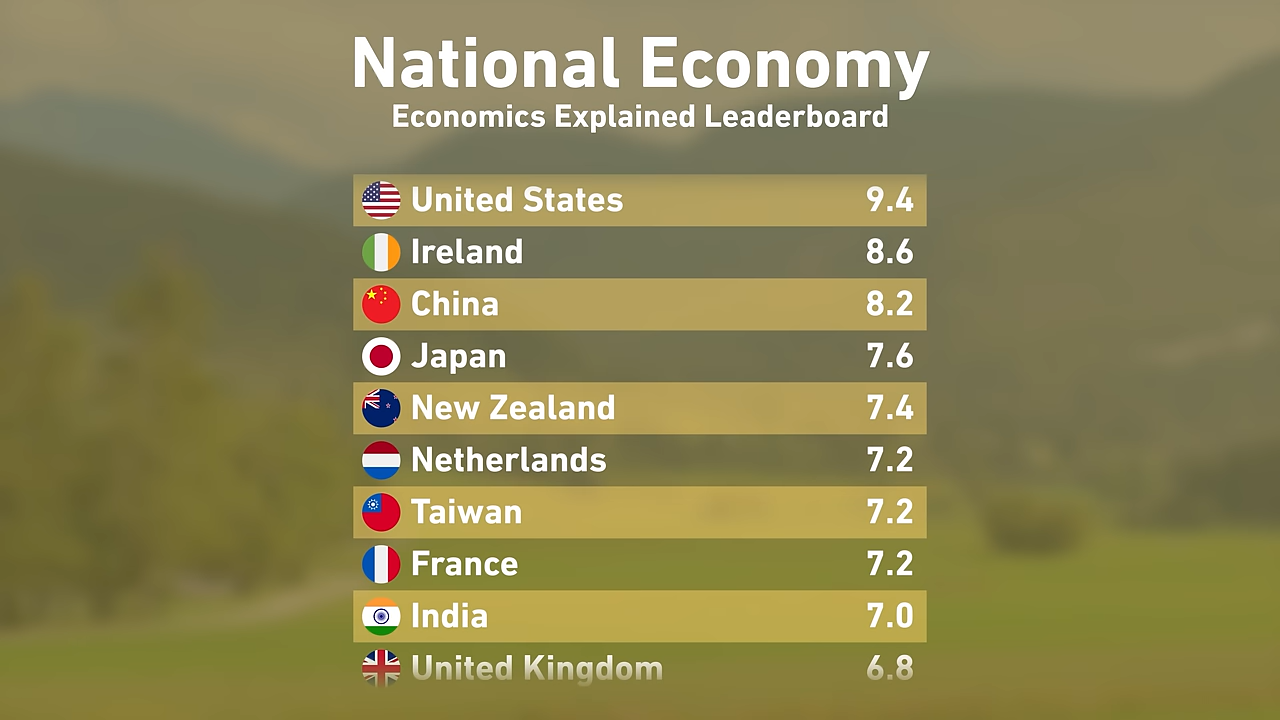 National Economy
Economics Explained Leaderboard
United States 9.4
Ireland 8.6
China 8.2
Japan 7.6
New Zealand 7.4
Netherlands 7.2
Taiwan 7.2
France 7.2
India 7.0
United Kingdom 6.8